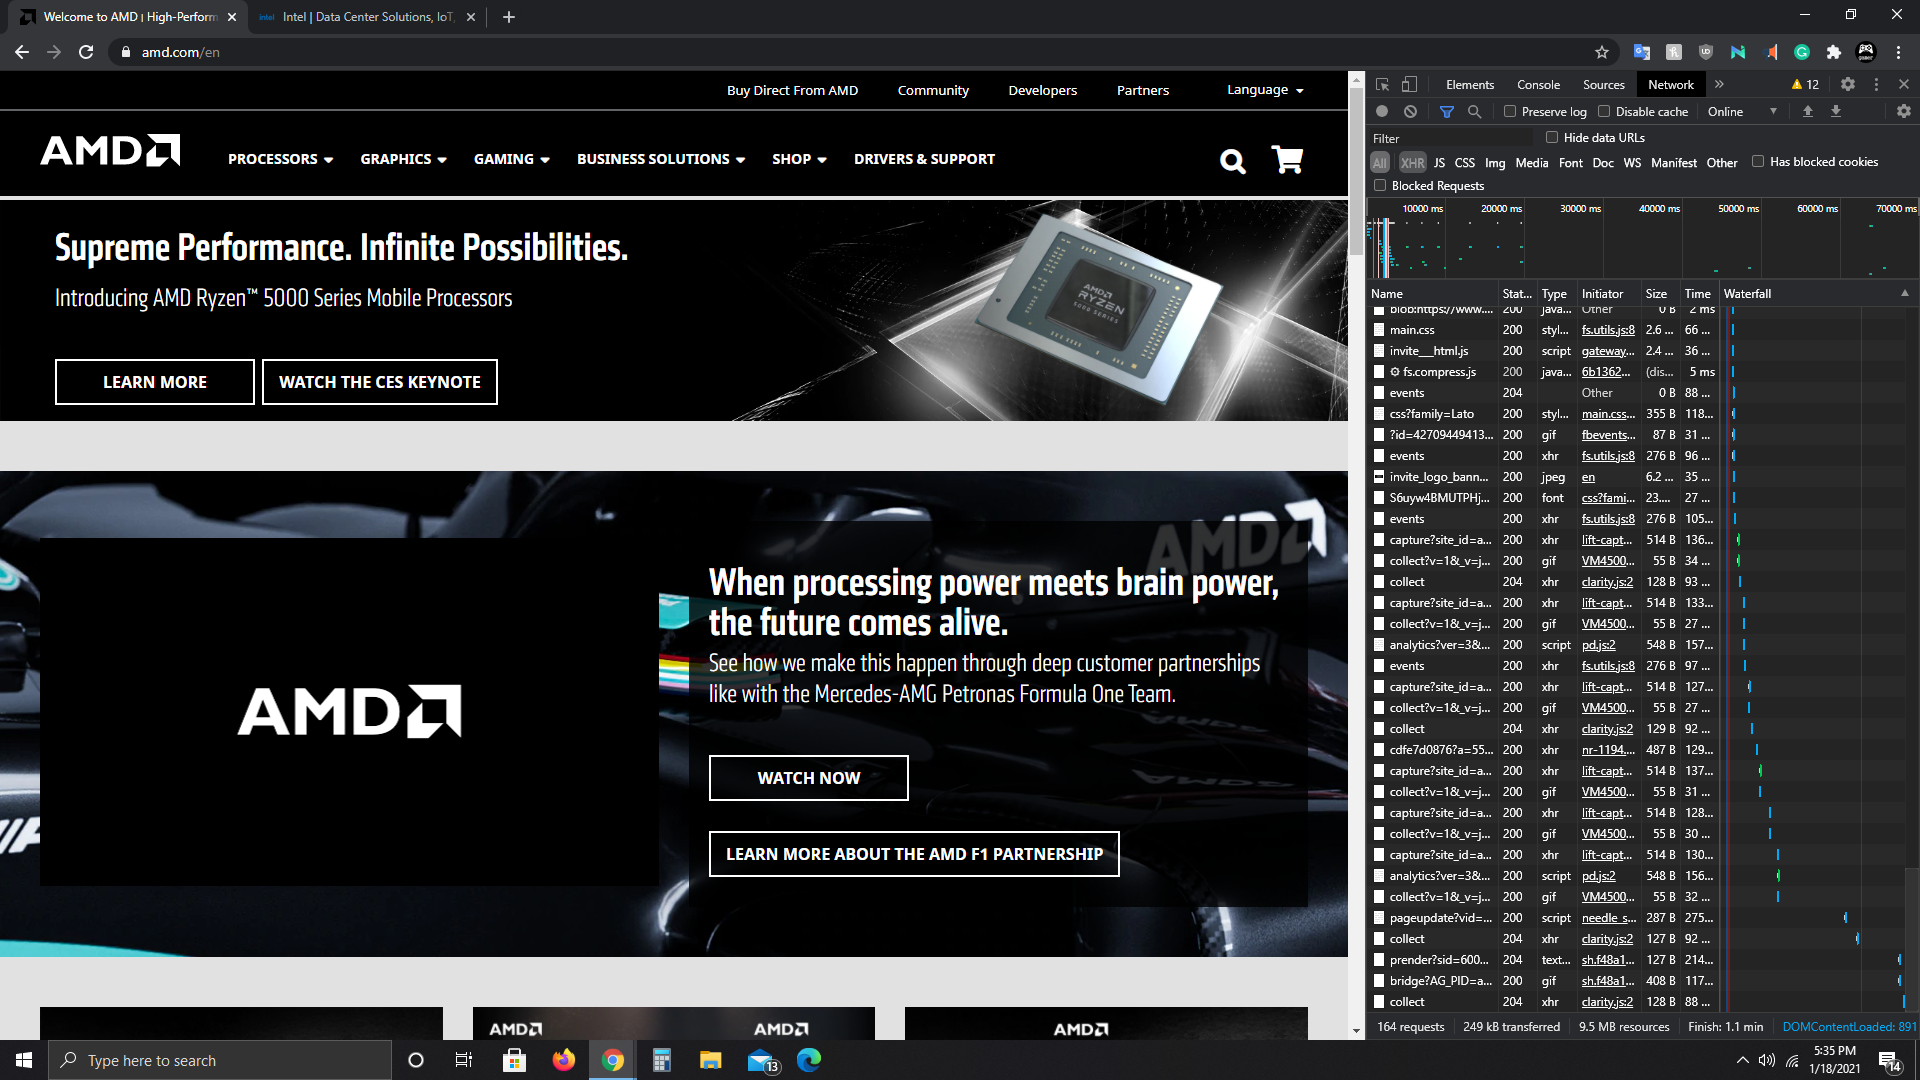 Welcome to AMD | High-Perform
intel
Intel | Data Center Solutions, IoT,
amd.com/en
Buy Direct From AMD
Community
Developers
Partners
Language
AMD
PROCESSORS
GRAPHICS
GAMING
BUSINESS SOLUTIONS
SHOP
DRIVERS & SUPPORT
Supreme Performance. Infinite Possibilities.
Introducing AMD Ryzen™ 5000 Series Mobile Processors
LEARN MORE
WATCH THE CES KEYNOTE
AMD
RYZEN
5000 SERIES
AMD
AMD
When processing power meets brain power,
the future comes alive.
See how we make this happen through deep customer partnerships
like with the Mercedes-AMG Petronas Formula One Team.
WATCH NOW
LEARN MORE ABOUT THE AMD F1 PARTNERSHIP
AMD
AMD
AMD
Elements
Console
Sources
Network
12
Preserve log
Disable cache
Online
Filter
Hide data URLs
All XHR JS CSS Img Media Font Doc WS Manifest Other
Has blocked cookies
Blocked Requests
10000 ms 20000 ms 30000 ms 40000 ms 50000 ms 60000 ms 70000 ms
Name Stat... Type Initiator Size Time Waterfall
blob:https://www.... 200 java... Other 0 B 2 ms
main.css 200 styl... fs.utils.js:8 2.6 ... 66 ...
invite__html.js 200 script gateway... 2.4 ... 36 ...
fs.compress.js 200 java... 6b1362... (dis... 5 ms
events 204 Other 0 B 88 ...
css?family=Lato 200 styl... main.css... 355 B 118...
?id=42709449413... 200 gif fbevents... 87 B 31 ...
events 200 xhr fs.utils.js:8 276 B 96 ...
invite_logo_bann... 200 jpeg en 6.2 ... 35 ...
S6uyw4BMUTPHj... 200 font css?fami... 23.... 27 ...
events 200 xhr fs.utils.js:8 276 B 105...
capture?site_id=a... 200 xhr lift-capt... 514 B 136...
collect?v=1&_v=j... 200 gif VM4500... 55 B 34 ...
collect 204 xhr clarity.js:2 128 B 93 ...
capture?site_id=a... 200 xhr lift-capt... 514 B 133...
collect?v=1&_v=j... 200 gif VM4500... 55 B 27 ...
analytics?ver=3&... 200 script pd.js:2 548 B 157...
events 200 xhr fs.utils.js:8 276 B 97 ...
capture?site_id=a... 200 xhr lift-capt... 514 B 127...
collect?v=1&_v=j... 200 gif VM4500... 55 B 27 ...
collect 204 xhr clarity.js:2 129 B 92 ...
cdfe7d0876?a=55... 200 xhr nr-1194.... 487 B 129...
capture?site_id=a... 200 xhr lift-capt... 514 B 137...
collect?v=1&_v=j... 200 gif VM4500... 55 B 31 ...
capture?site_id=a... 200 xhr lift-capt... 514 B 128...
collect?v=1&_v=j... 200 gif VM4500... 55 B 30 ...
capture?site_id=a... 200 xhr lift-capt... 514 B 130...
analytics?ver=3&... 200 script pd.js:2 548 B 156...
collect?v=1&_v=j... 200 gif VM4500... 55 B 32 ...
pageupdate?vid=... 200 script needle_s... 287 B 275...
collect 204 xhr clarity.js:2 127 B 92 ...
prender?sid=600... 204 text... sh.f48a1... 127 B 214...
bridge?AG_PID=a... 200 gif sh.f48a1... 408 B 117...
collect 204 xhr clarity.js:2 128 B 88 ...
164 requests
249 kB transferred
9.5 MB resources
Finish: 1.1 min
DOMContentLoaded: 891
Type here to search
13
5:35 PM
1/18/2021
14